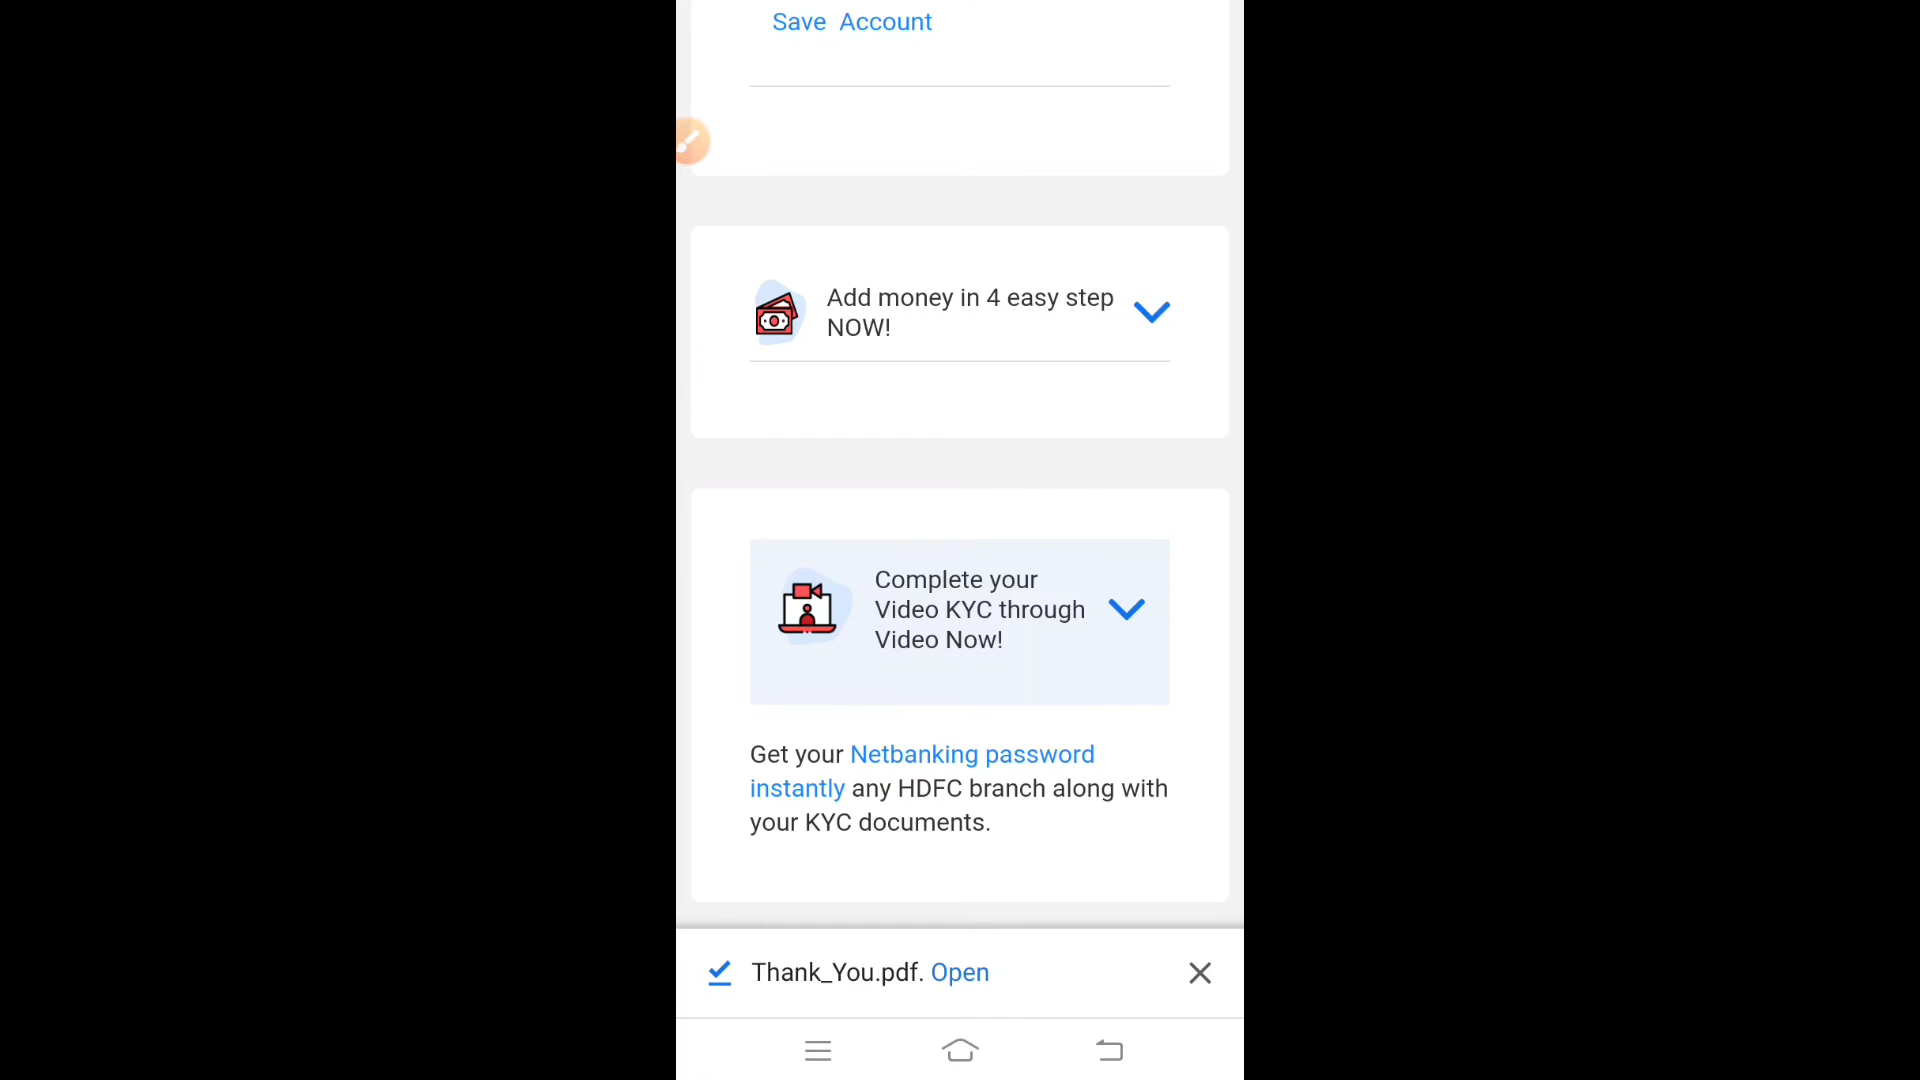 Save Account
Add money in 4 easy step
NOW!
Complete your
Video KYC through
Video Now!
Get your Netbanking password
instantly any HDFC branch along with
your KYC documents.
Thank_You.pdf. Open